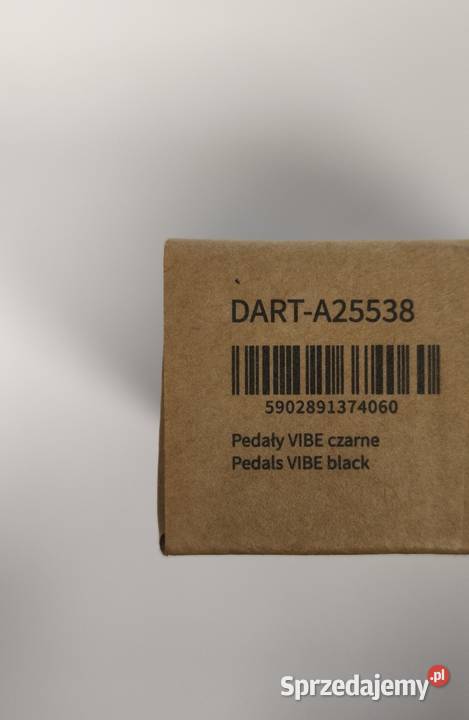 DART-A25538
5902891374060
Pedały VIBE czarne
Pedals VIBE black
Sprzedajemy.pl